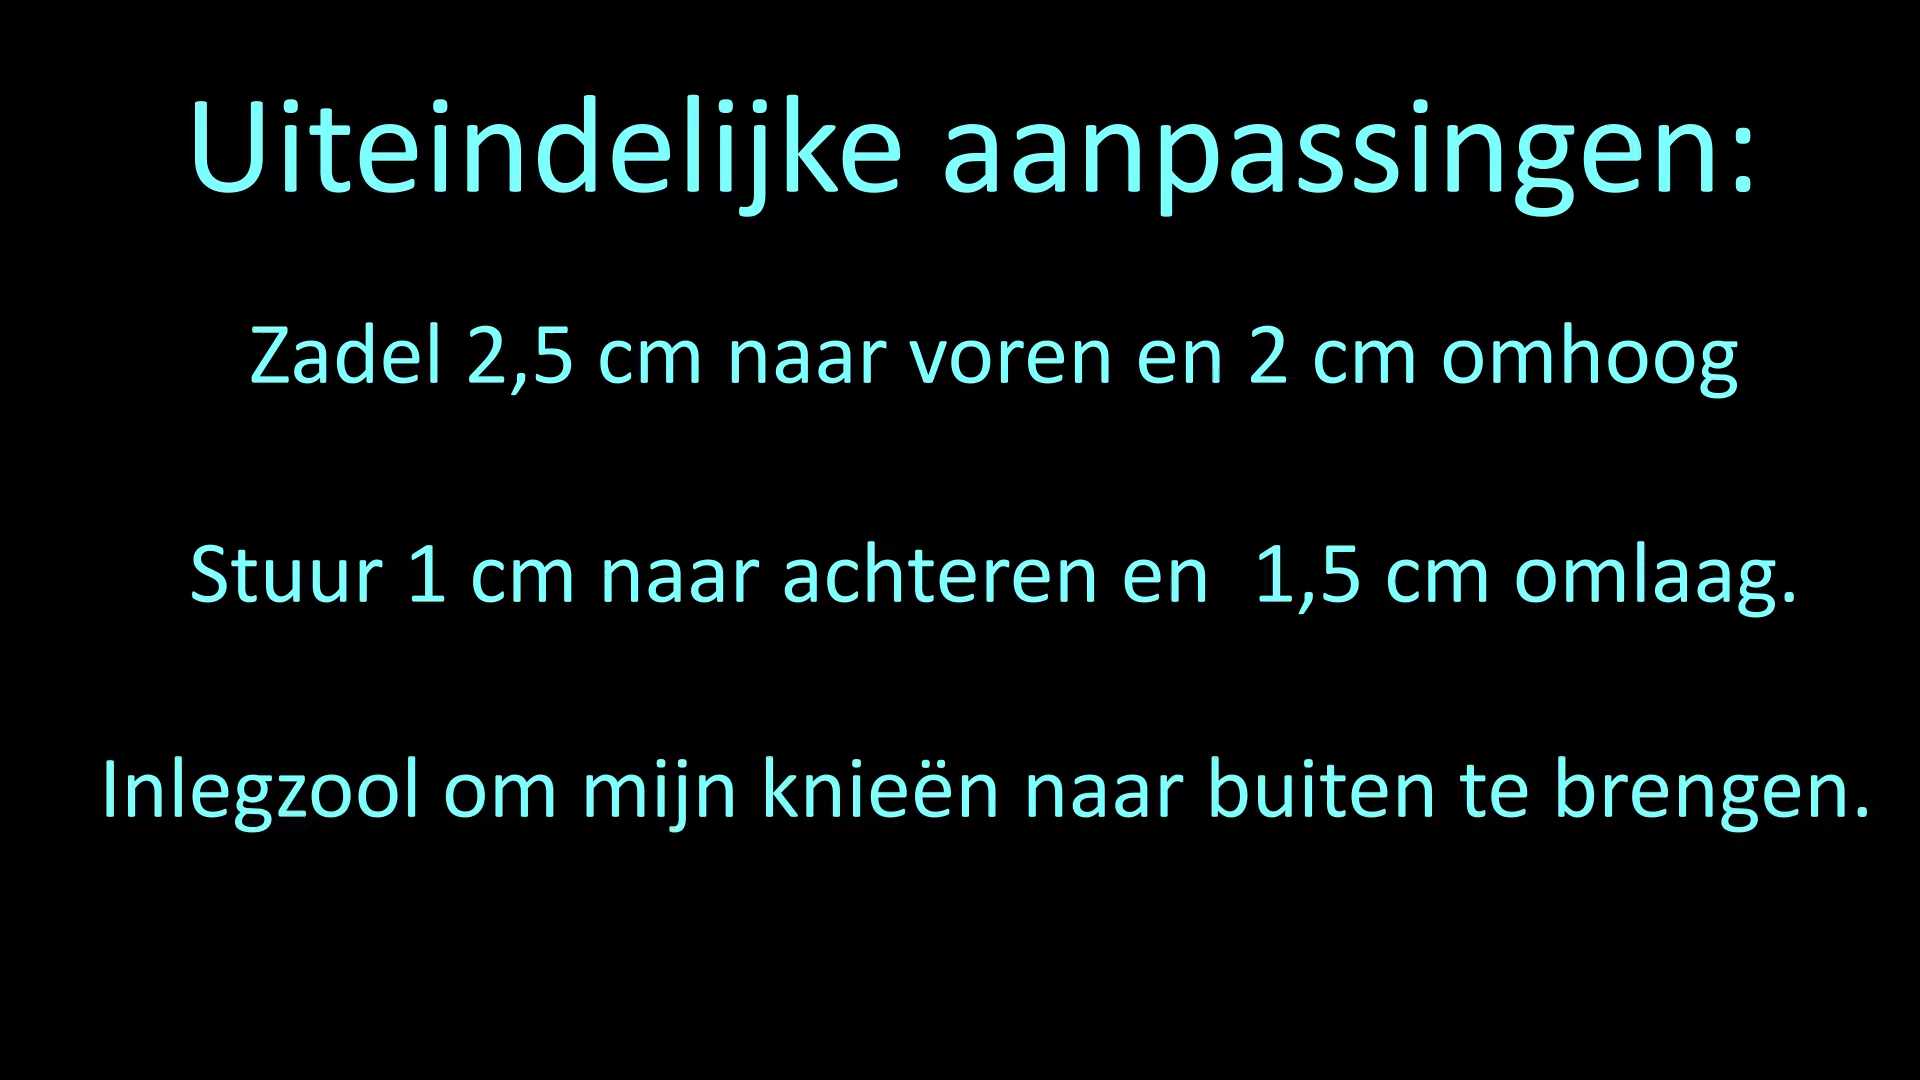 Uiteindelijke aanpassingen:
Zadel 2,5 cm naar voren en 2 cm omhoog
Stuur 1 cm naar achteren en  1,5 cm omlaag.
Inlegzool om mijn knieën naar buiten te brengen.